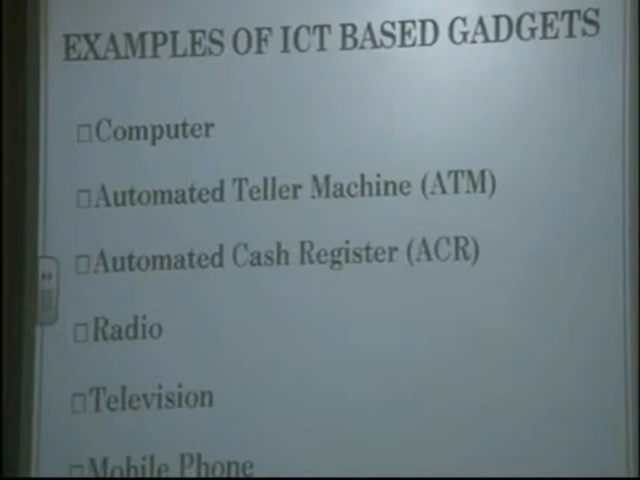 EXAMPLES OF ICT BASED GADGETS
Computer
Automated Teller Machine (ATM)
Automated Cash Register (ACR)
Radio
Television
Mobile Phone